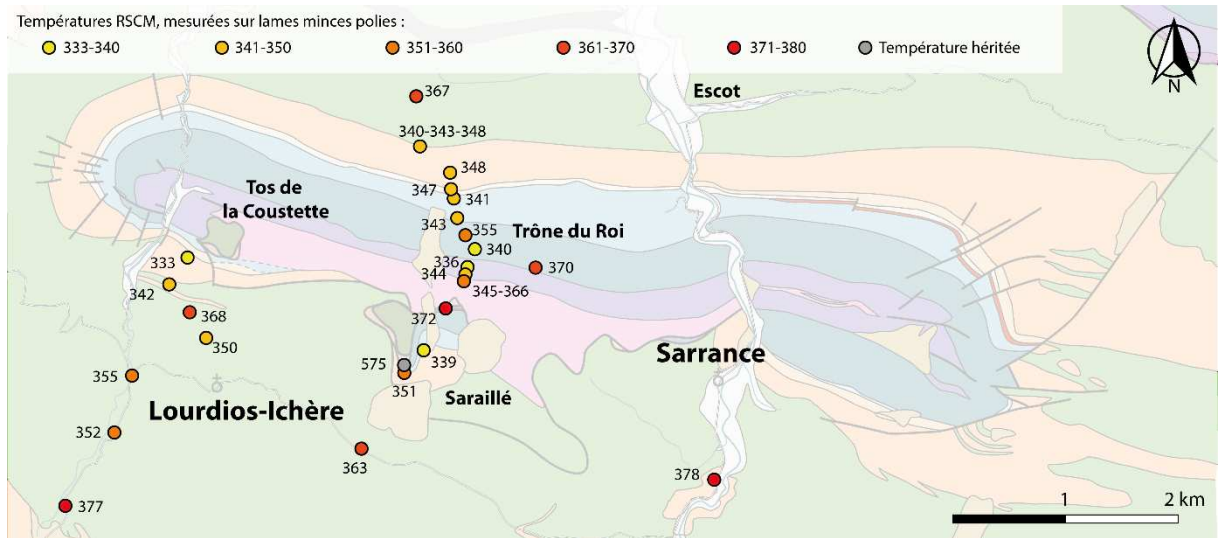 Températures RSCM, mesurées sur lames minces polies :
333-340
341-350
351-360
361-370
371-380
Température héritée
N
Escot
367
340-343-348
348
347
341
Tos de
la Coustette
343
355
Trône du Roi
340
333
336
370
344
345-366
342
368
372
350
339
575
Sarrance
355
351
Saraillé
Lourdios-Ichère
352
363
378
377
1
2 km